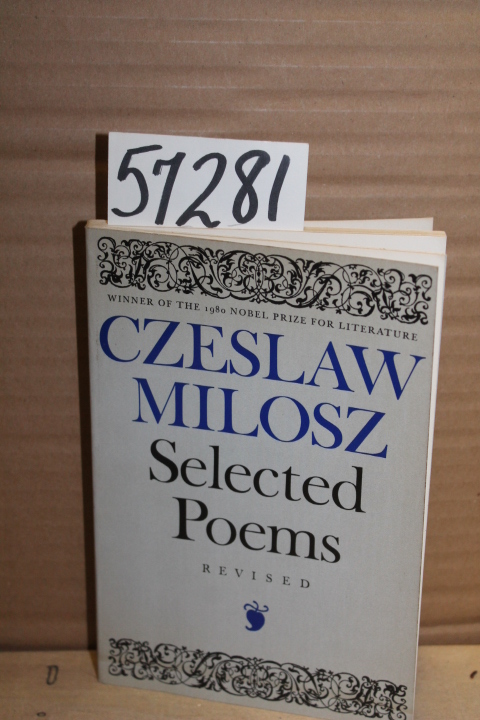 57281
WINNER OF THE 1980 NOBEL PRIZE FOR LITERATURE
CZESLAW
MILOSZ
Selected
Poems
REVISED